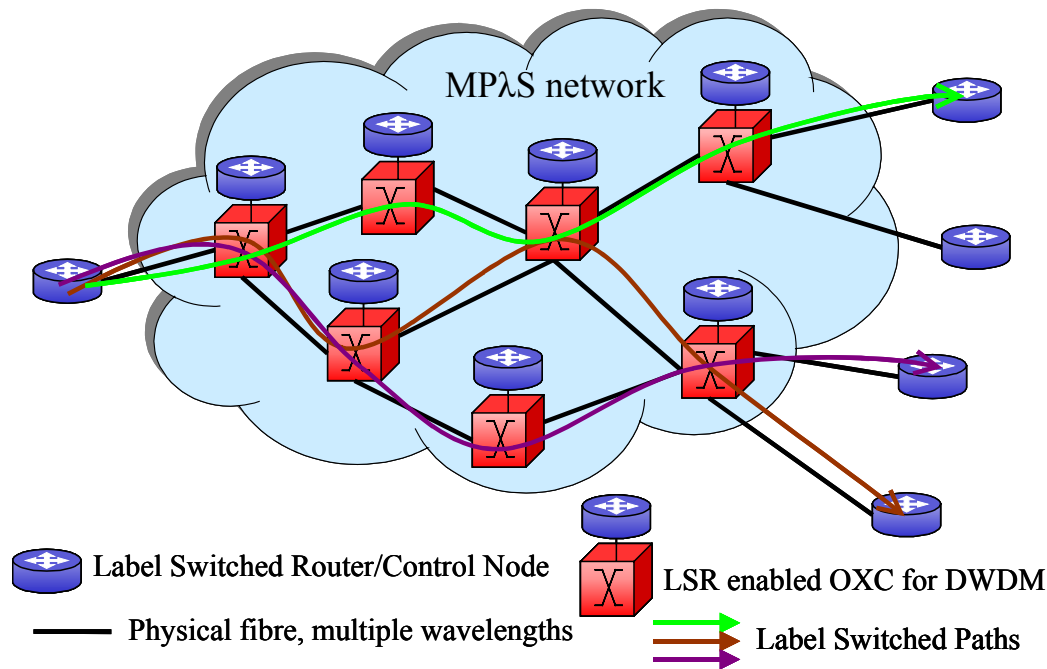 MPλS network
Label Switched Router/Control Node
LSR enabled OXC for DWDM
Physical fibre, multiple wavelengths
Label Switched Paths